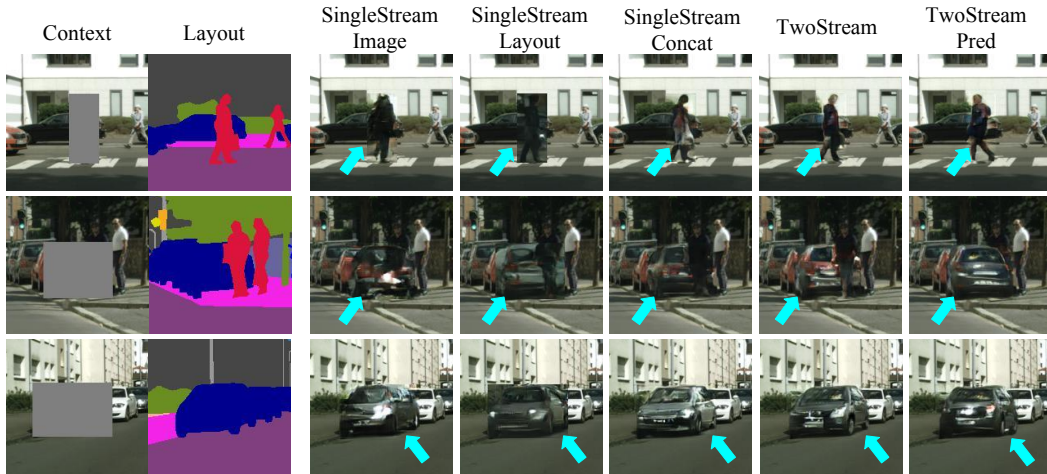 Context
Layout
SingleStream
Image
SingleStream
Layout
SingleStream
Concat
TwoStream
TwoStream
Pred